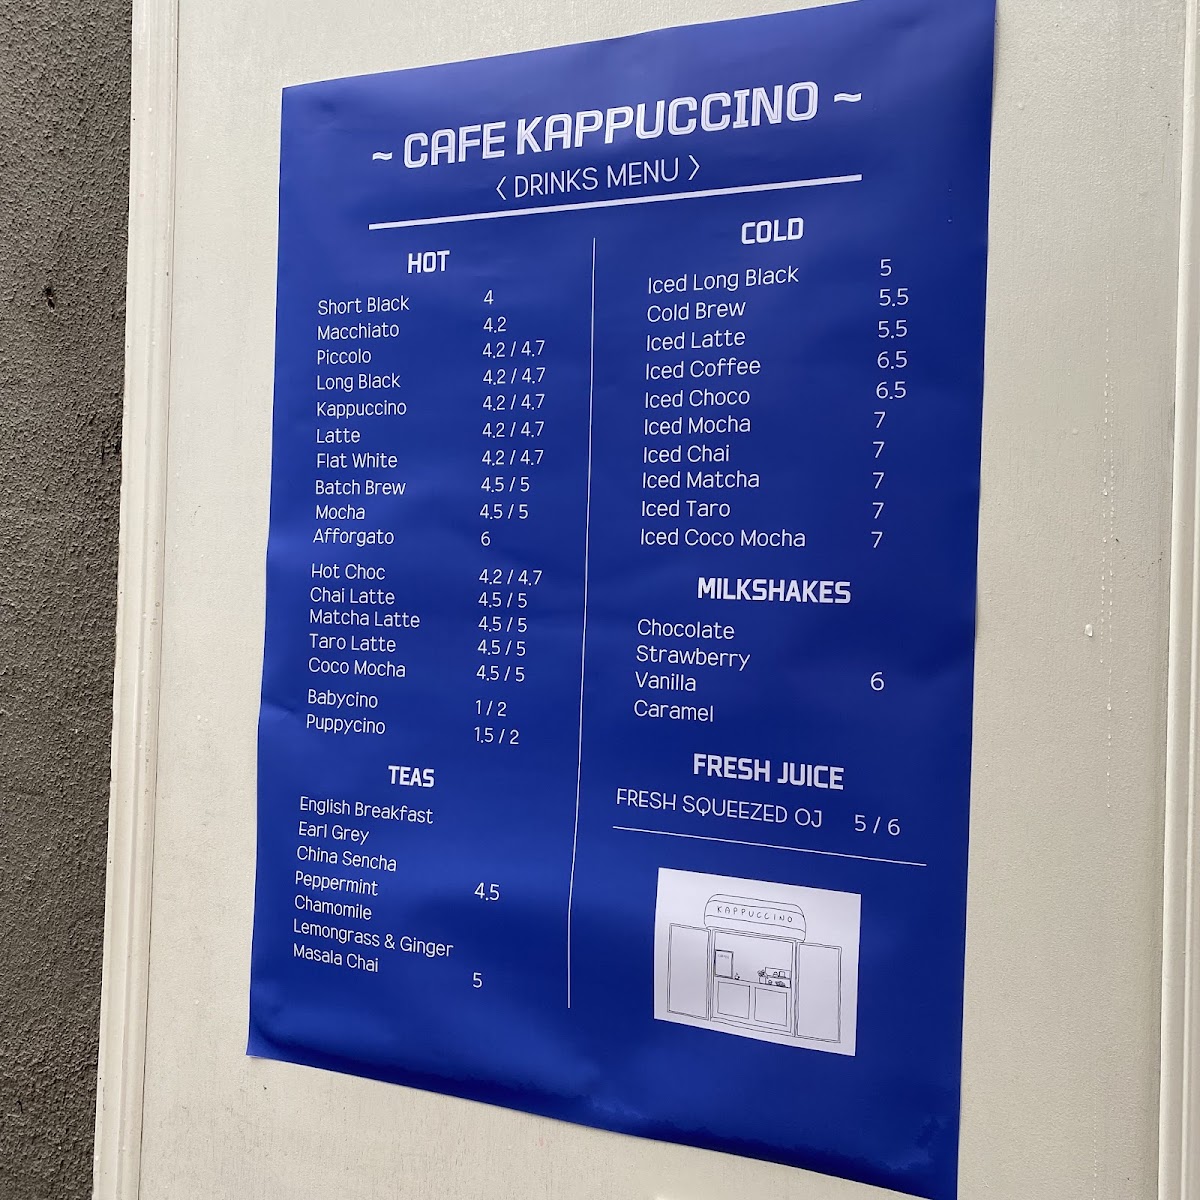 ~ CAFE KAPPUCCINO ~
〈 DRINKS MENU 〉
HOT
Short Black 4
Macchiato 4.2
Piccolo 4.2 / 4.7
Long Black 4.2 / 4.7
Kappuccino 4.2 / 4.7
Latte 4.2 / 4.7
Flat White 4.2 / 4.7
Batch Brew 4.5 / 5
Mocha 4.5 / 5
Afforgato 6
Hot Choc 4.2 / 4.7
Chai Latte 4.5 / 5
Matcha Latte 4.5 / 5
Taro Latte 4.5 / 5
Coco Mocha 4.5 / 5
Babycino 1 / 2
Puppycino 1.5 / 2
TEAS
English Breakfast
Earl Grey
China Sencha
Peppermint 4.5
Chamomile
Lemongrass & Ginger
Masala Chai 5
COLD
Iced Long Black 5
Cold Brew 5.5
Iced Latte 5.5
Iced Coffee 6.5
Iced Choco 6.5
Iced Mocha 7
Iced Chai 7
Iced Matcha 7
Iced Taro 7
Iced Coco Mocha 7
MILKSHAKES
Chocolate
Strawberry
Vanilla 6
Caramel
FRESH JUICE
FRESH SQUEEZED OJ 5 / 6
KAPPUCCINO